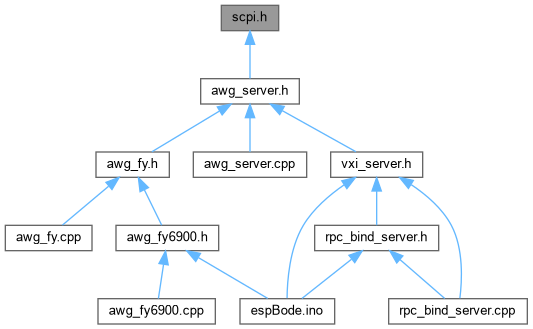 scpi.h
awg_server.h
awg_fy.h
awg_server.cpp
vxi_server.h
awg_fy.cpp
awg_fy6900.h
rpc_bind_server.h
awg_fy6900.cpp
espBode.ino
rpc_bind_server.cpp